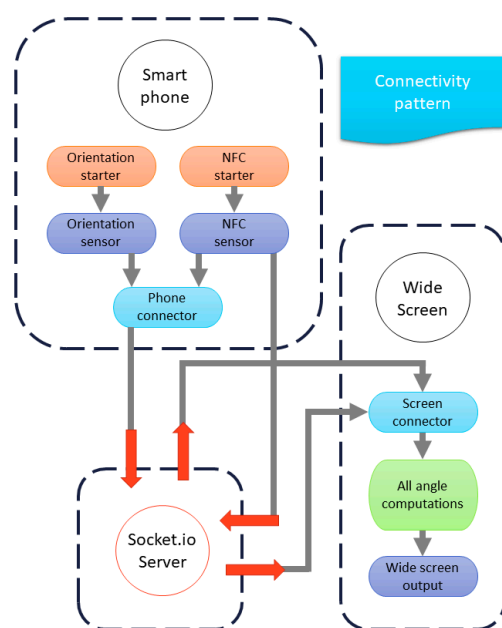 Smart
phone
Connectivity
pattern
Orientation
starter
NFC
starter
Orientation
sensor
NFC
sensor
Phone
connector
Wide
Screen
Screen
connector
All angle
computations
Wide screen
output
Socket.io
Server